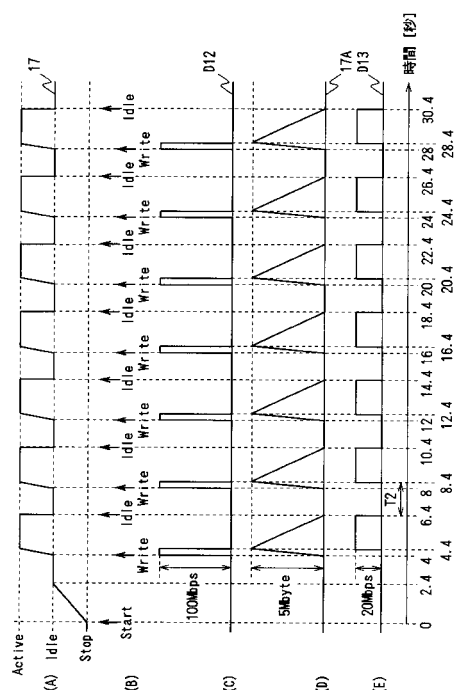 Active
Idle
Stop
(A)
17
(B)
Start
Write
Idle
Write
Idle
Write
Idle
Write
Idle
Write
Idle
Write
Idle
Write
Idle
(C)
100Mbps
D12
(D)
5Mbyte
17A
(E)
20Mbps
T2
D13
0
2.4
4
4.4
6.4
8
8.4
10.4
12
12.4
14.4
16
16.4
18.4
20
20.4
22.4
24
24.4
26.4
28
28.4
30.4
時間 [秒]